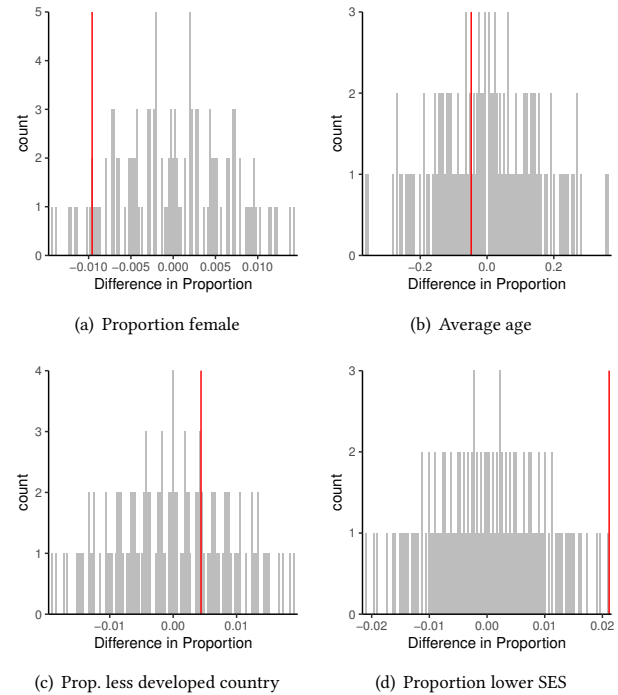 5
4
3
2
1
0
count
−0.010 −0.005 0.000 0.005 0.010
Difference in Proportion
(a) Proportion female
3
2
1
0
count
−0.2 0.0 0.2
Difference in Proportion
(b) Average age
4
3
2
1
0
count
−0.01 0.00 0.01
Difference in Proportion
(c) Prop. less developed country
3
2
1
0
count
−0.02 −0.01 0.00 0.01 0.02
Difference in Proportion
(d) Proportion lower SES